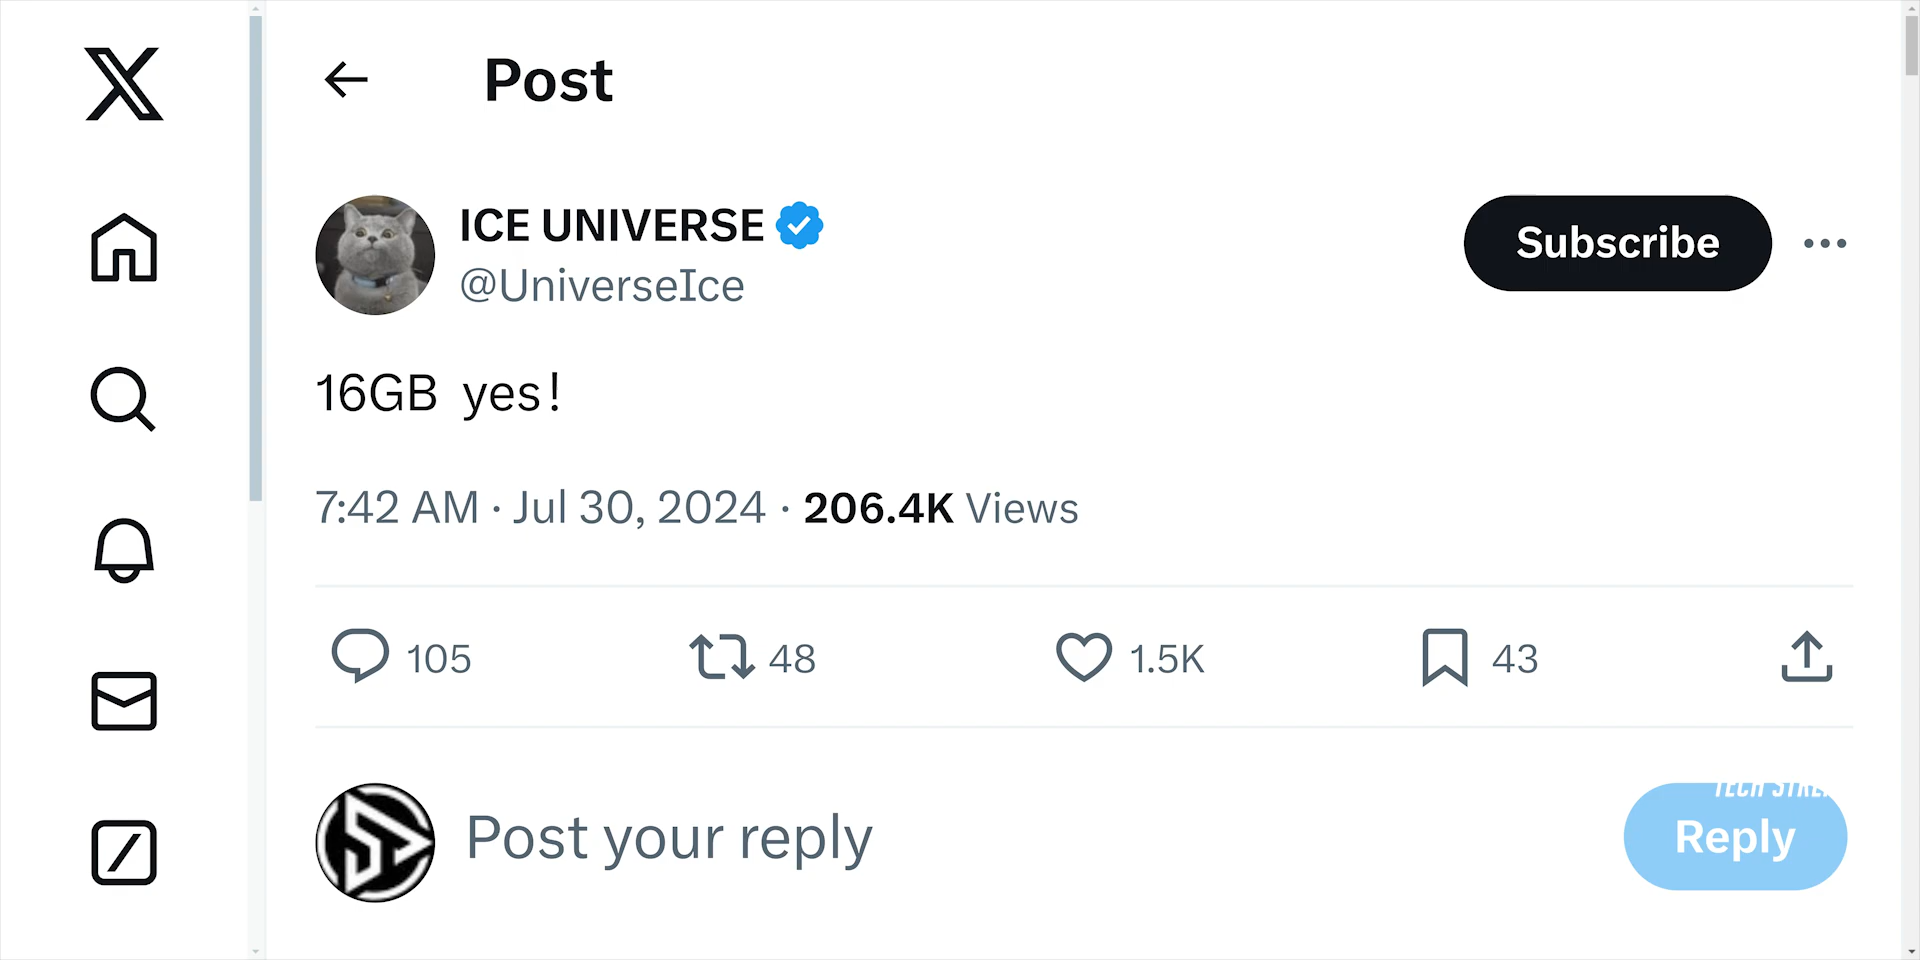 Post
ICE UNIVERSE
@UniverseIce
Subscribe
16GB yes!
7:42 AM · Jul 30, 2024 · 206.4K Views
105 48 1.5K 43
TECH
Post your reply
Reply